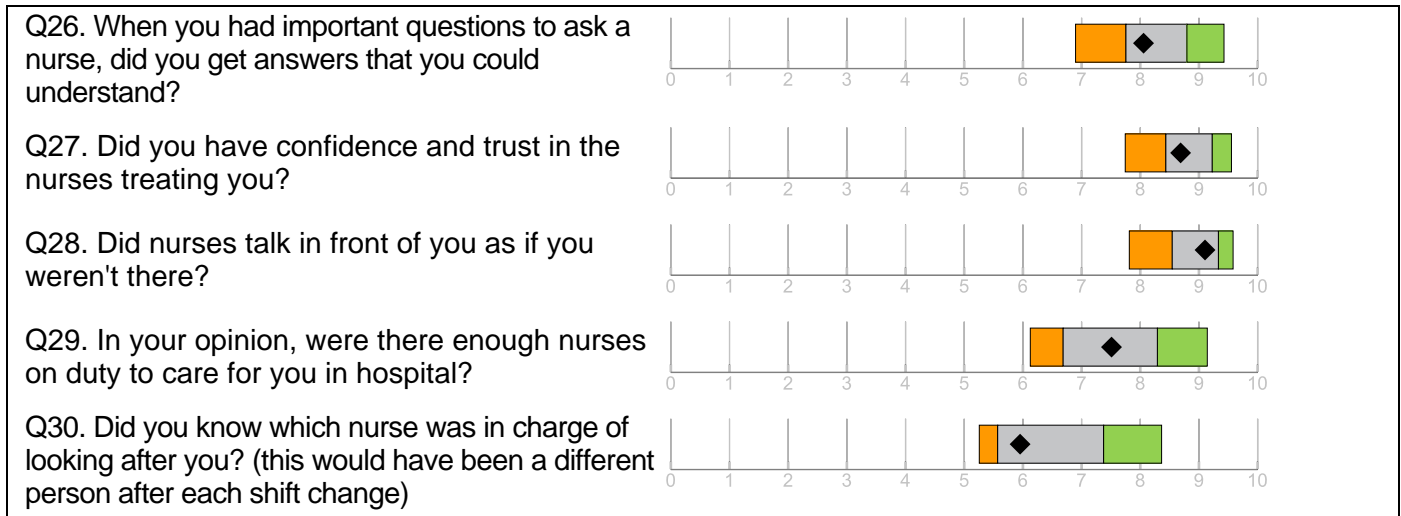 Q26. When you had important questions to ask a
nurse, did you get answers that you could
understand?
0 1 2 3 4 5 6 7 8 9 10
Q27. Did you have confidence and trust in the
nurses treating you?
0 1 2 3 4 5 6 7 8 9 10
Q28. Did nurses talk in front of you as if you
weren't there?
0 1 2 3 4 5 6 7 8 9 10
Q29. In your opinion, were there enough nurses
on duty to care for you in hospital?
0 1 2 3 4 5 6 7 8 9 10
Q30. Did you know which nurse was in charge of
looking after you? (this would have been a different
person after each shift change)
0 1 2 3 4 5 6 7 8 9 10